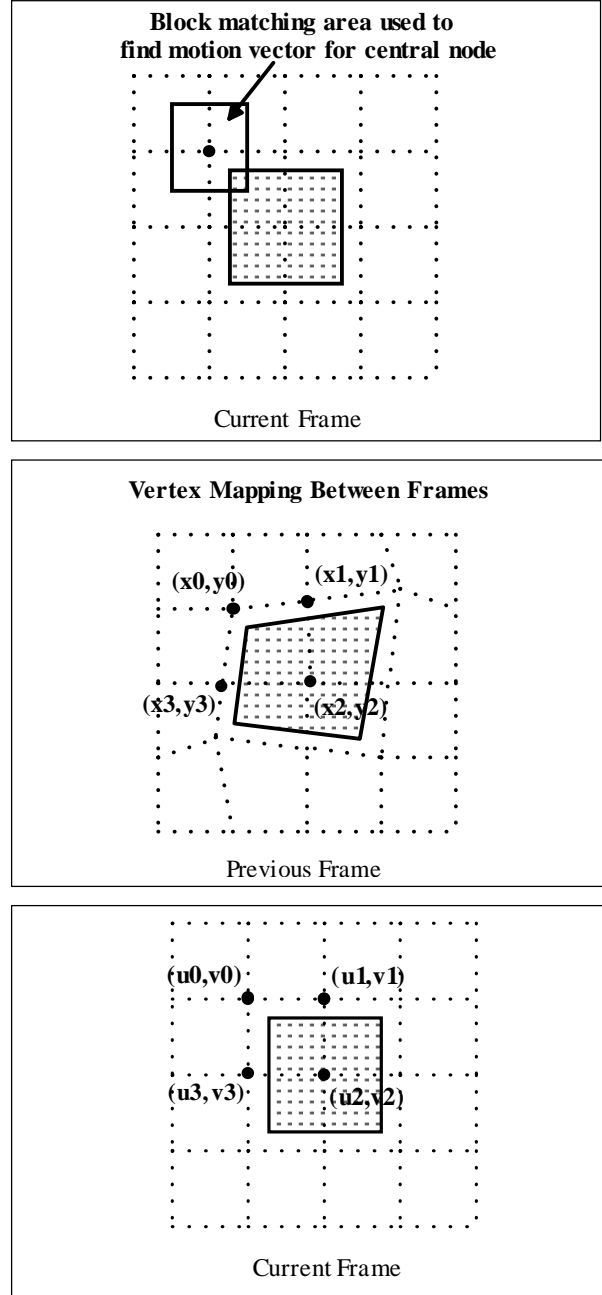 Block matching area used to
find motion vector for central node
Current Frame
Vertex Mapping Between Frames
(x0,y0)
(x1,y1)
(x3,y3)
(x2,y2)
Previous Frame
(u0,v0)
(u1,v1)
(u3,v3)
(u2,v2)
Current Frame